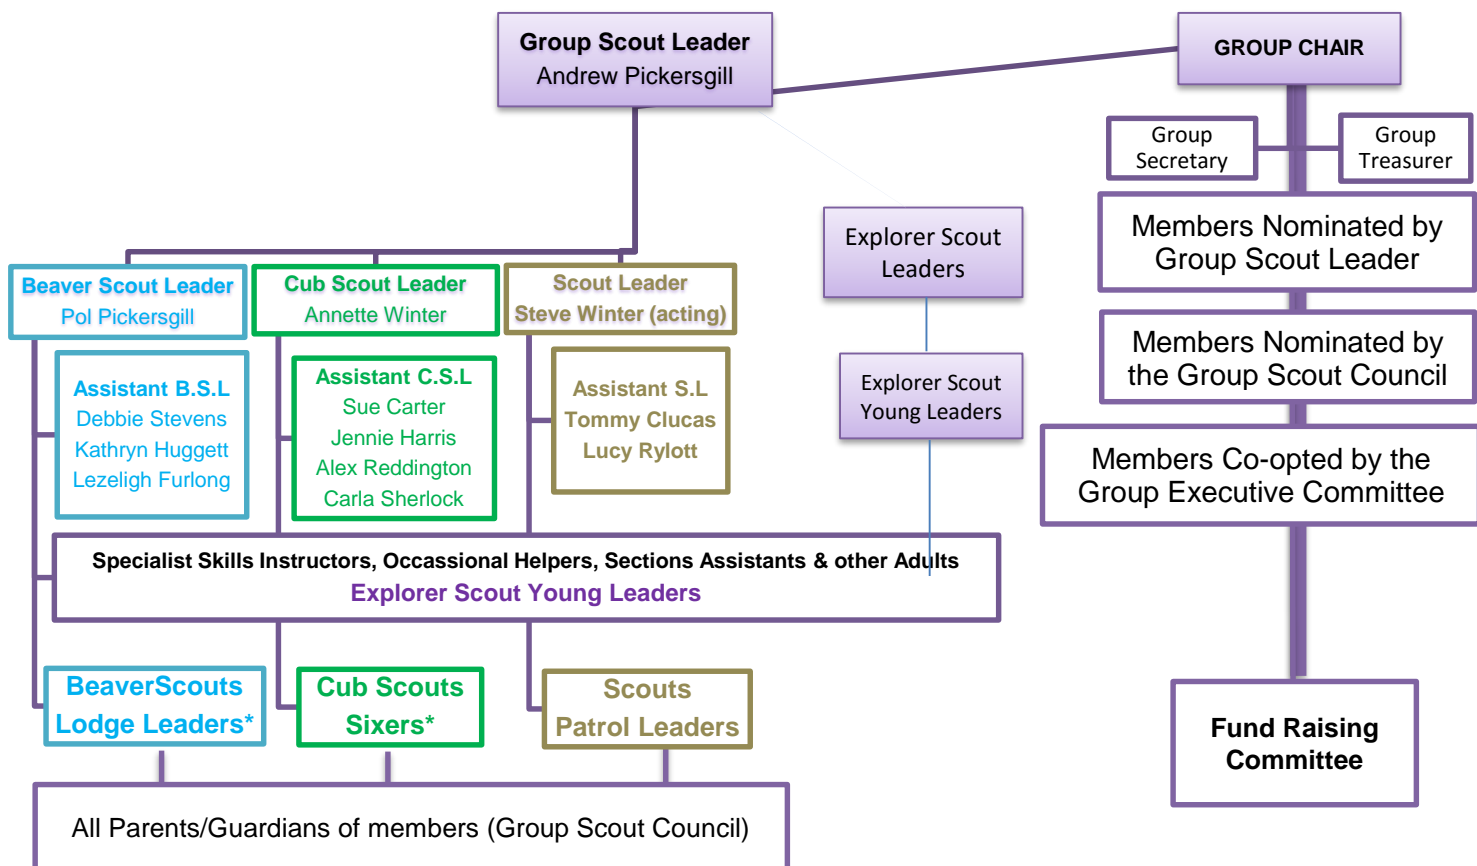 Group Scout Leader
Andrew Pickersgill
GROUP CHAIR
Group
Secretary
Group
Treasurer
Members Nominated by
Group Scout Leader
Explorer Scout
Leaders
Beaver Scout Leader
Pol Pickersgill
Cub Scout Leader
Annette Winter
Scout Leader
Steve Winter (acting)
Members Nominated by
the Group Scout Council
Assistant B.S.L
Debbie Stevens
Kathryn Huggett
Lezeligh Furlong
Assistant C.S.L
Sue Carter
Jennie Harris
Alex Reddington
Carla Sherlock
Assistant S.L
Tommy Clucas
Lucy Rylott
Explorer Scout
Young Leaders
Members Co-opted by the
Group Executive Committee
Specialist Skills Instructors, Occassional Helpers, Sections Assistants & other Adults
Explorer Scout Young Leaders
BeaverScouts
Lodge Leaders*
Cub Scouts
Sixers*
Scouts
Patrol Leaders
Fund Raising
Committee
All Parents/Guardians of members (Group Scout Council)